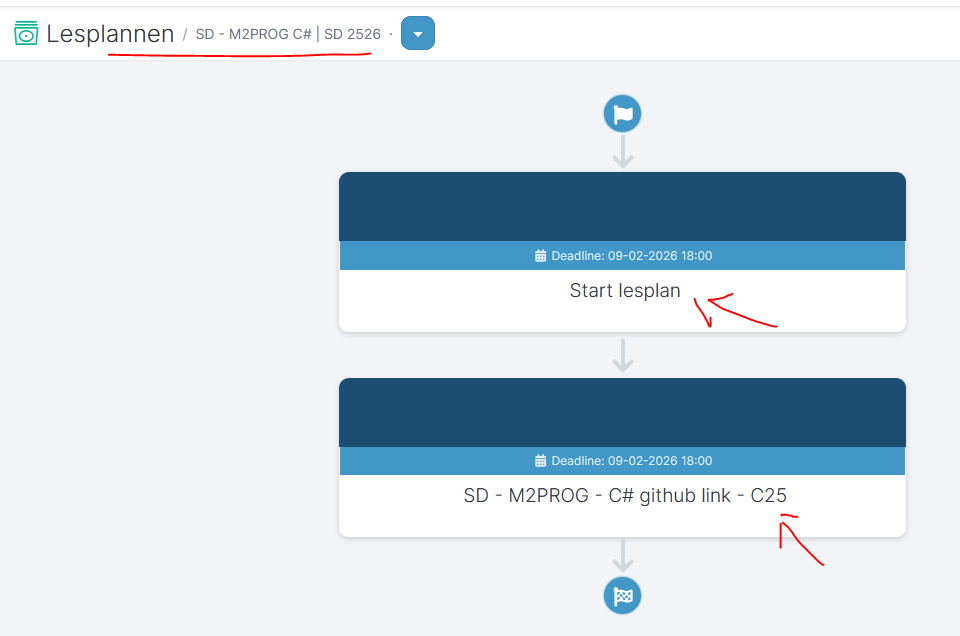 Lesplannen / SD - M2PROG C# | SD 2526 ·
Deadline: 09-02-2026 18:00
Start lesplan
Deadline: 09-02-2026 18:00
SD - M2PROG - C# github link - C25